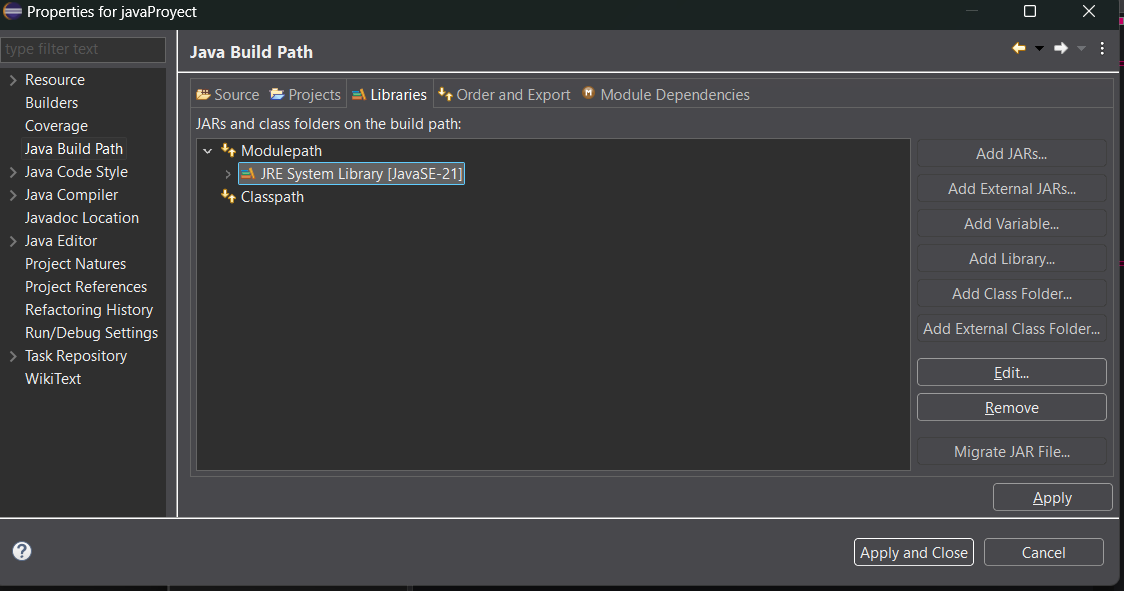 Properties for javaProyect
type filter text
Resource
Builders
Coverage
Java Build Path
Java Code Style
Java Compiler
Javadoc Location
Java Editor
Project Natures
Project References
Refactoring History
Run/Debug Settings
Task Repository
WikiText
Java Build Path
Source Projects Libraries Order and Export Module Dependencies
JARs and class folders on the build path:
Modulepath
JRE System Library [JavaSE-21]
Classpath
Add JARs...
Add External JARs...
Add Variable...
Add Library...
Add Class Folder...
Add External Class Folder...
Edit...
Remove
Migrate JAR File...
Apply
Apply and Close Cancel